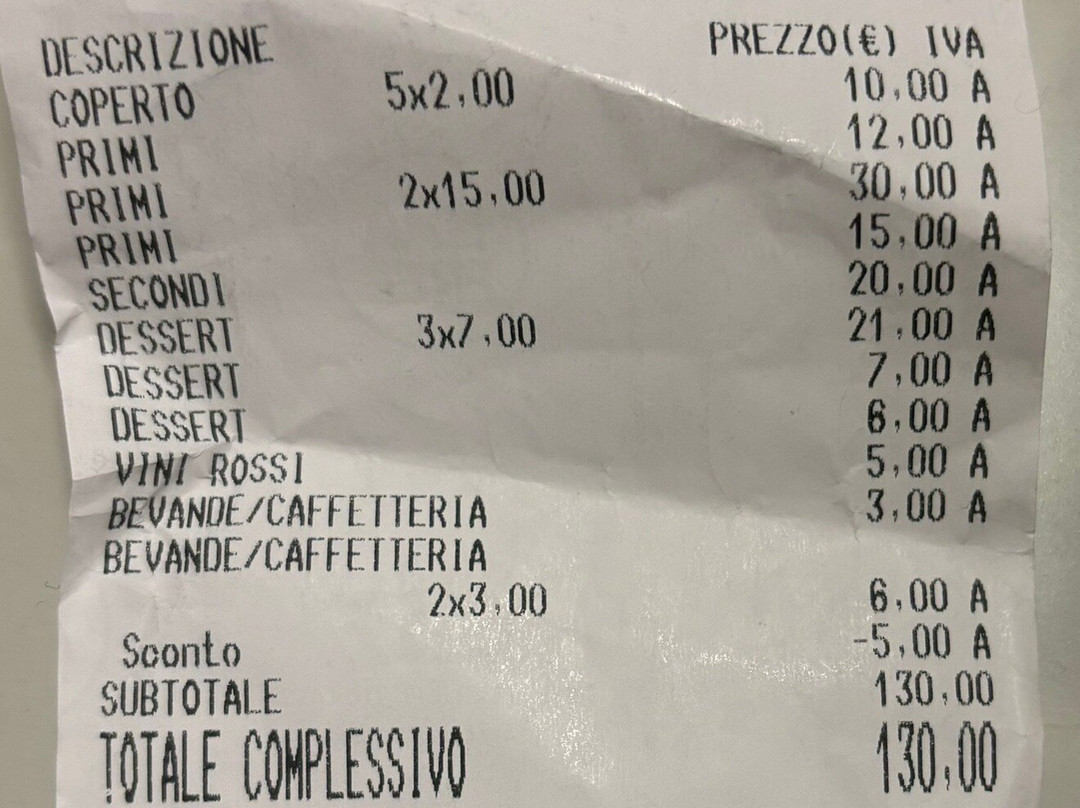 DESCRIZIONE PREZZO(€) IVA
COPERTO 5x2,00 10,00 A
PRIMI 12,00 A
PRIMI 2x15,00 30,00 A
PRIMI 15,00 A
SECONDI 20,00 A
DESSERT 3x7,00 21,00 A
DESSERT 7,00 A
DESSERT 6,00 A
VINI ROSSI 5,00 A
BEVANDE/CAFFETTERIA 3,00 A
BEVANDE/CAFFETTERIA
2x3,00 6,00 A
Sconto -5,00 A
SUBTOTALE 130,00
TOTALE COMPLESSIVO 130,00